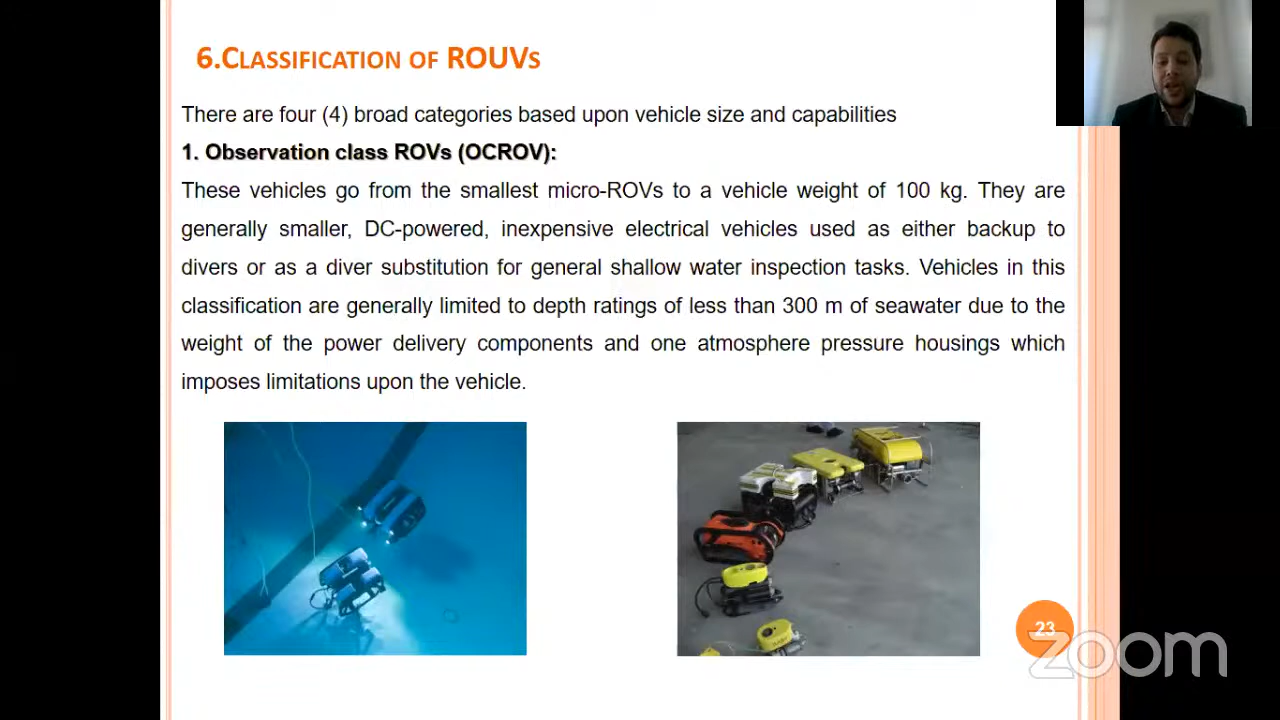 6.CLASSIFICATION OF ROUVS
There are four (4) broad categories based upon vehicle size and capabilities
1. Observation class ROVs (OCROV):
These vehicles go from the smallest micro-ROVs to a vehicle weight of 100 kg. They are
generally smaller, DC-powered, inexpensive electrical vehicles used as either backup to
divers or as a diver substitution for general shallow water inspection tasks. Vehicles in this
classification are generally limited to depth ratings of less than 300 m of seawater due to the
weight of the power delivery components and one atmosphere pressure housings which
imposes limitations upon the vehicle.
23
zoom